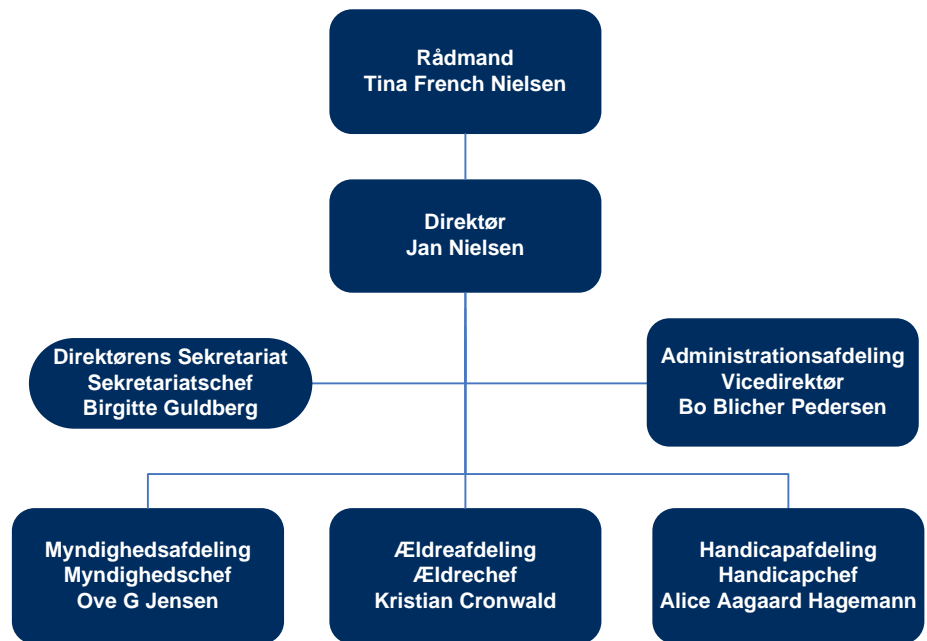 Rådmand
Tina French Nielsen
Direktør
Jan Nielsen
Direktørens Sekretariat
Sekretariatschef
Birgitte Guldberg
Administrationsafdeling
Vicedirektør
Bo Blicher Pedersen
Myndighedsafdeling
Myndighedschef
Ove G Jensen
Ældreafdeling
Ældrechef
Kristian Cronwald
Handicapafdeling
Handicapchef
Alice Aagaard Hagemann